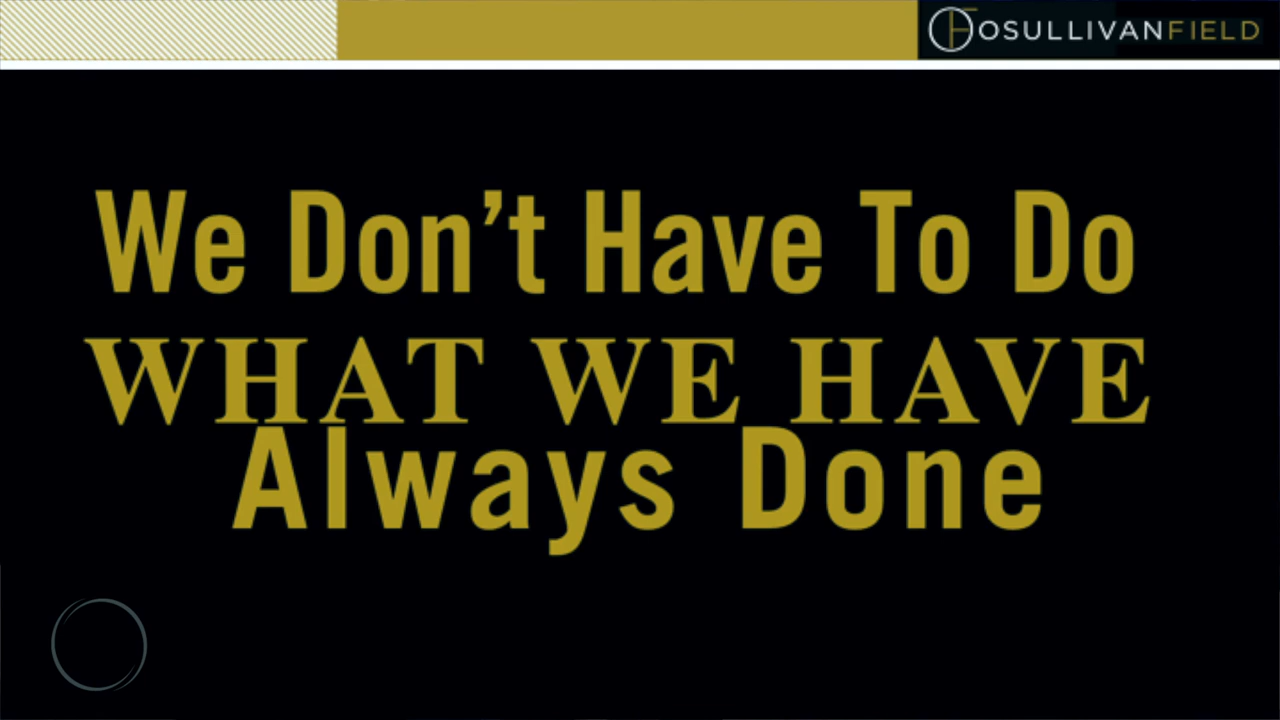 OSULLIVANFIELD
We Don’t Have To Do
WHAT WE HAVE
Always Done